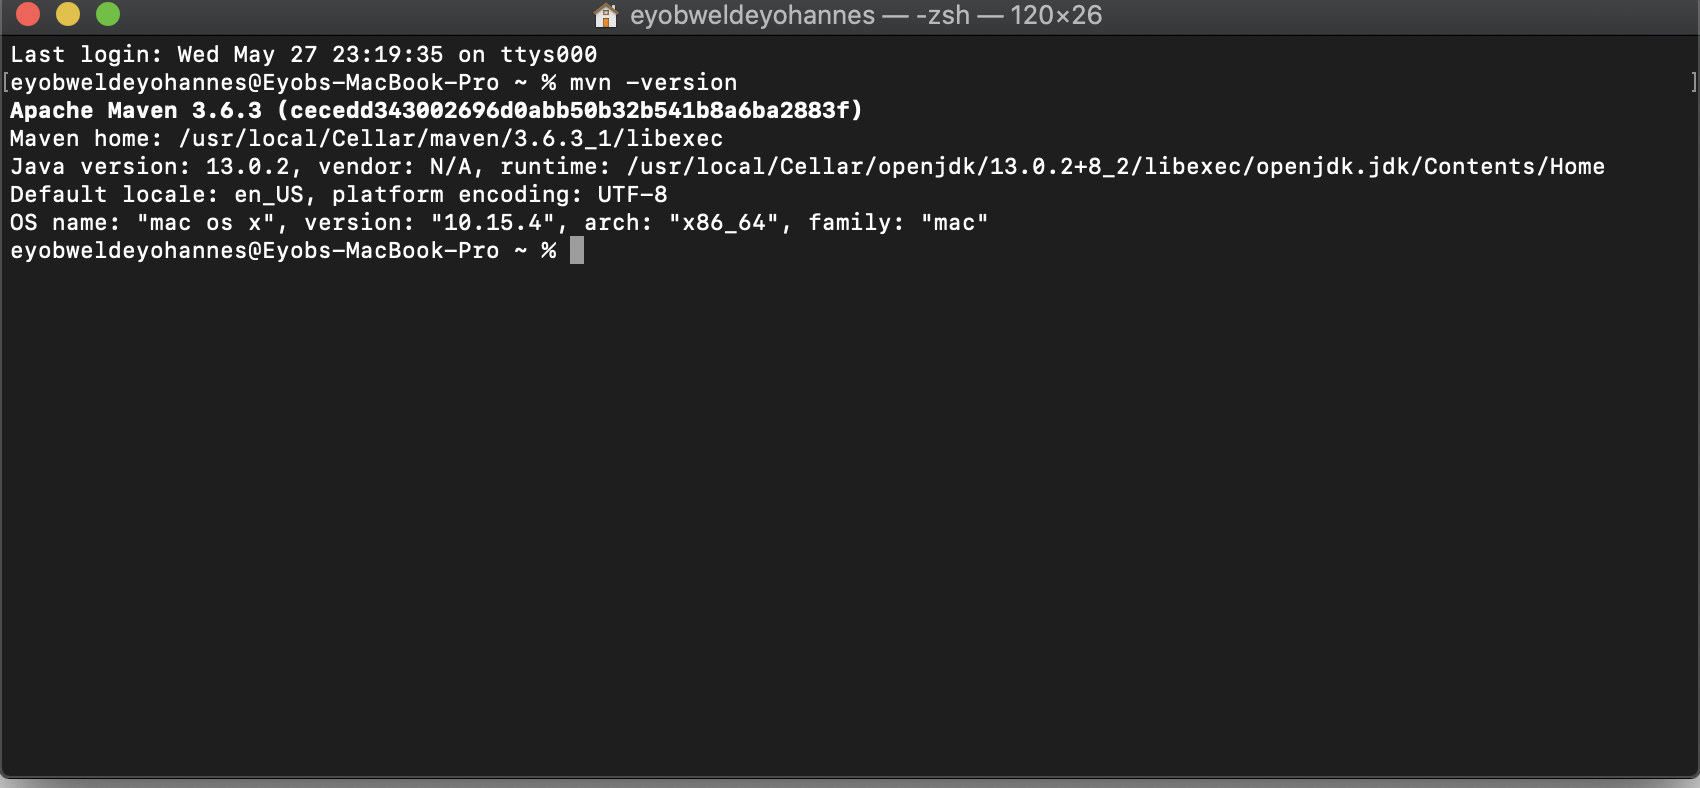 eyobweldeyohannes — -zsh — 120×26
Last login: Wed May 27 23:19:35 on ttys000
[eyobweldeyohannes@Eyobs-MacBook-Pro ~ % mvn -version ]
Apache Maven 3.6.3 (cecedd343002696d0abb50b32b541b8a6ba2883f)
Maven home: /usr/local/Cellar/maven/3.6.3_1/libexec
Java version: 13.0.2, vendor: N/A, runtime: /usr/local/Cellar/openjdk/13.0.2+8_2/libexec/openjdk.jdk/Contents/Home
Default locale: en_US, platform encoding: UTF-8
OS name: "mac os x", version: "10.15.4", arch: "x86_64", family: "mac"
eyobweldeyohannes@Eyobs-MacBook-Pro ~ %